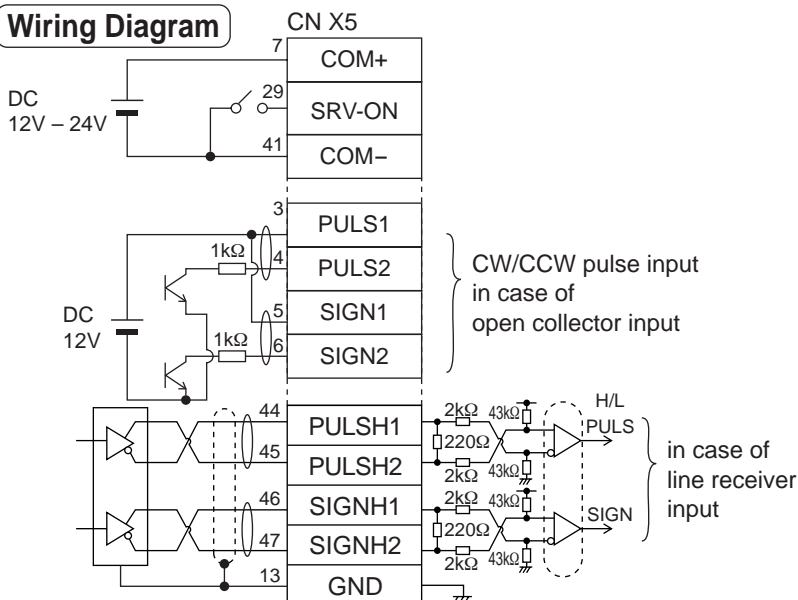 Wiring Diagram
CN X5
7
COM+
DC
12V – 24V
29
SRV-ON
41
COM−
3
PULS1
1kΩ
4
PULS2
CW/CCW pulse input
in case of
open collector input
DC
12V
5
SIGN1
1kΩ
6
SIGN2
44
PULSH1
2kΩ
43kΩ
H/L
PULS
220Ω
45
PULSH2
2kΩ
43kΩ
in case of
line receiver
input
46
SIGNH1
2kΩ
43kΩ
SIGN
220Ω
47
SIGNH2
2kΩ
43kΩ
13
GND